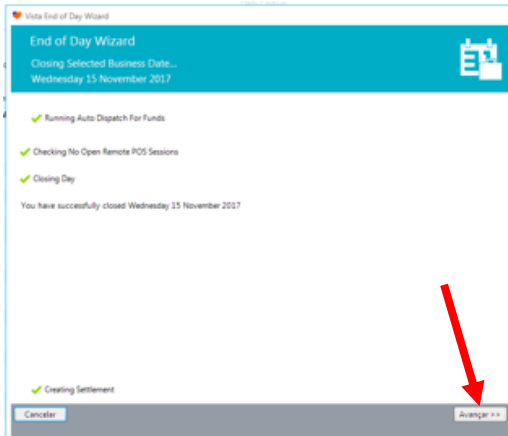 Vista End of Day Wizard
End of Day Wizard
Closing Selected Business Date...
Wednesday 15 November 2017
Running Auto Dispatch For Funds
Checking No Open Remote POS Sessions
Closing Day
You have successfully closed Wednesday 15 November 2017
Creating Settlement
Cancelar
Avançar >>